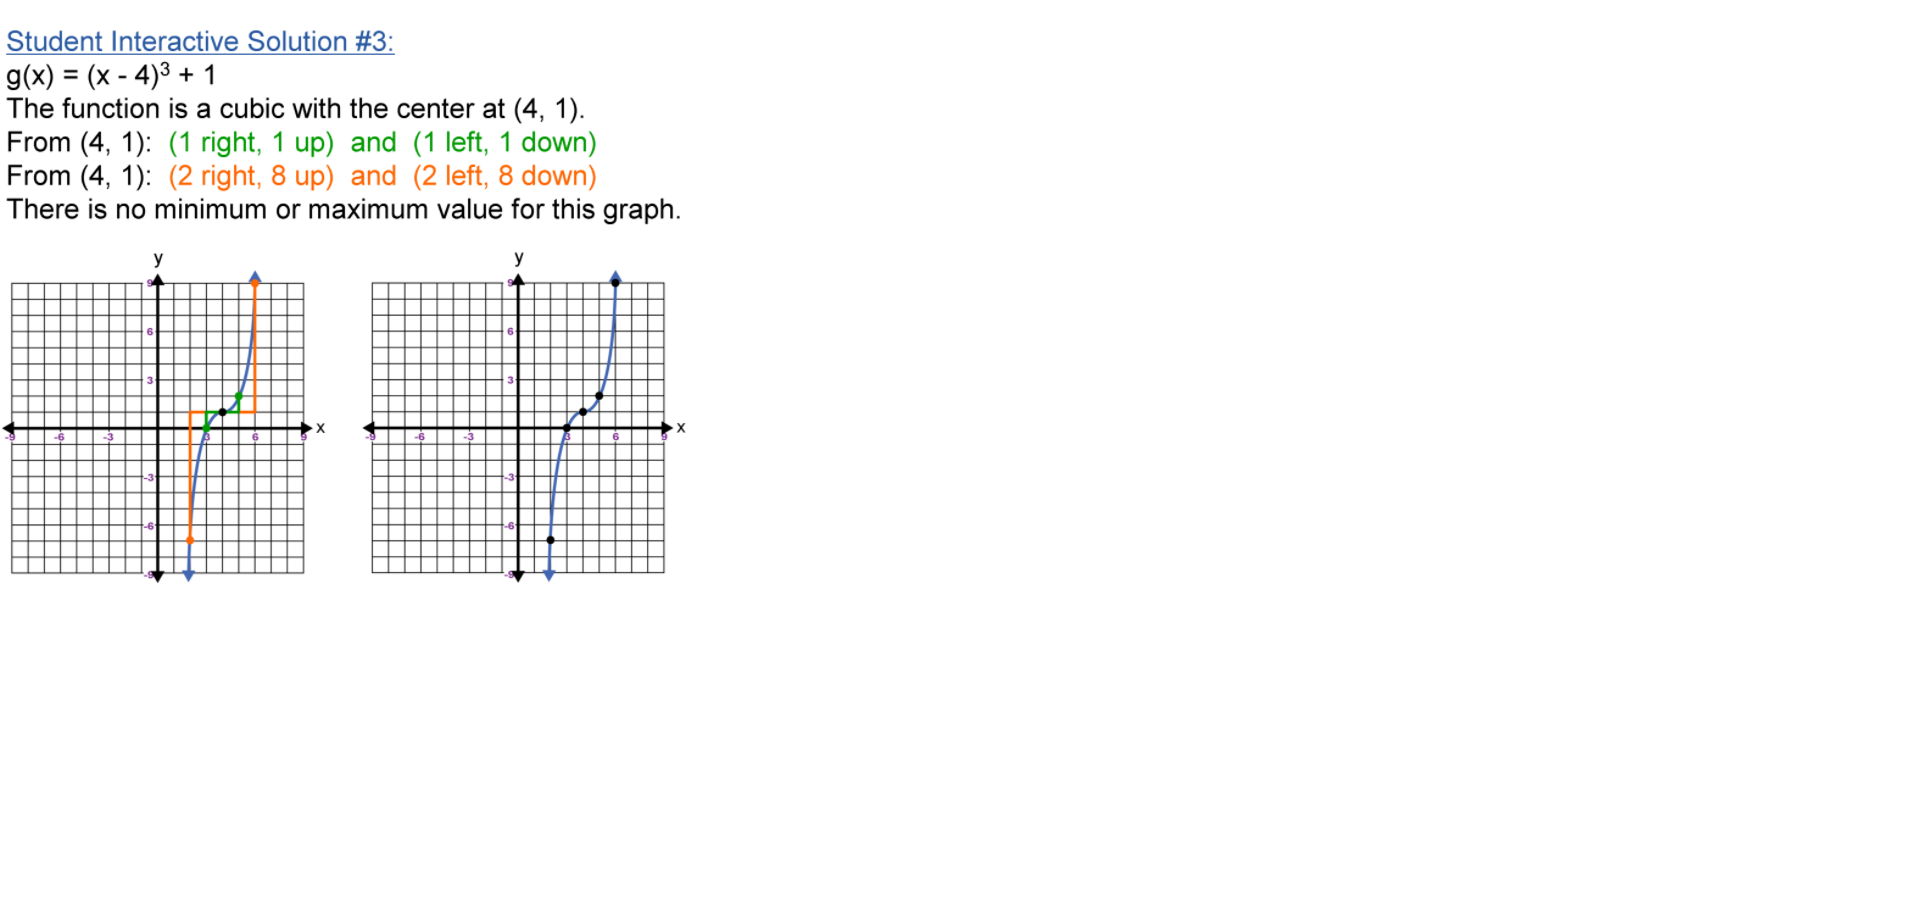 Student Interactive Solution #3:
g(x) = (x - 4)³ + 1
The function is a cubic with the center at (4, 1).
From (4, 1): (1 right, 1 up) and (1 left, 1 down)
From (4, 1): (2 right, 8 up) and (2 left, 8 down)
There is no minimum or maximum value for this graph.
y
9
6
3
-9 -6 -3 3 6 9 x
-3
-6
-9
y
9
6
3
-9 -6 -3 3 6 9 x
-3
-6
-9